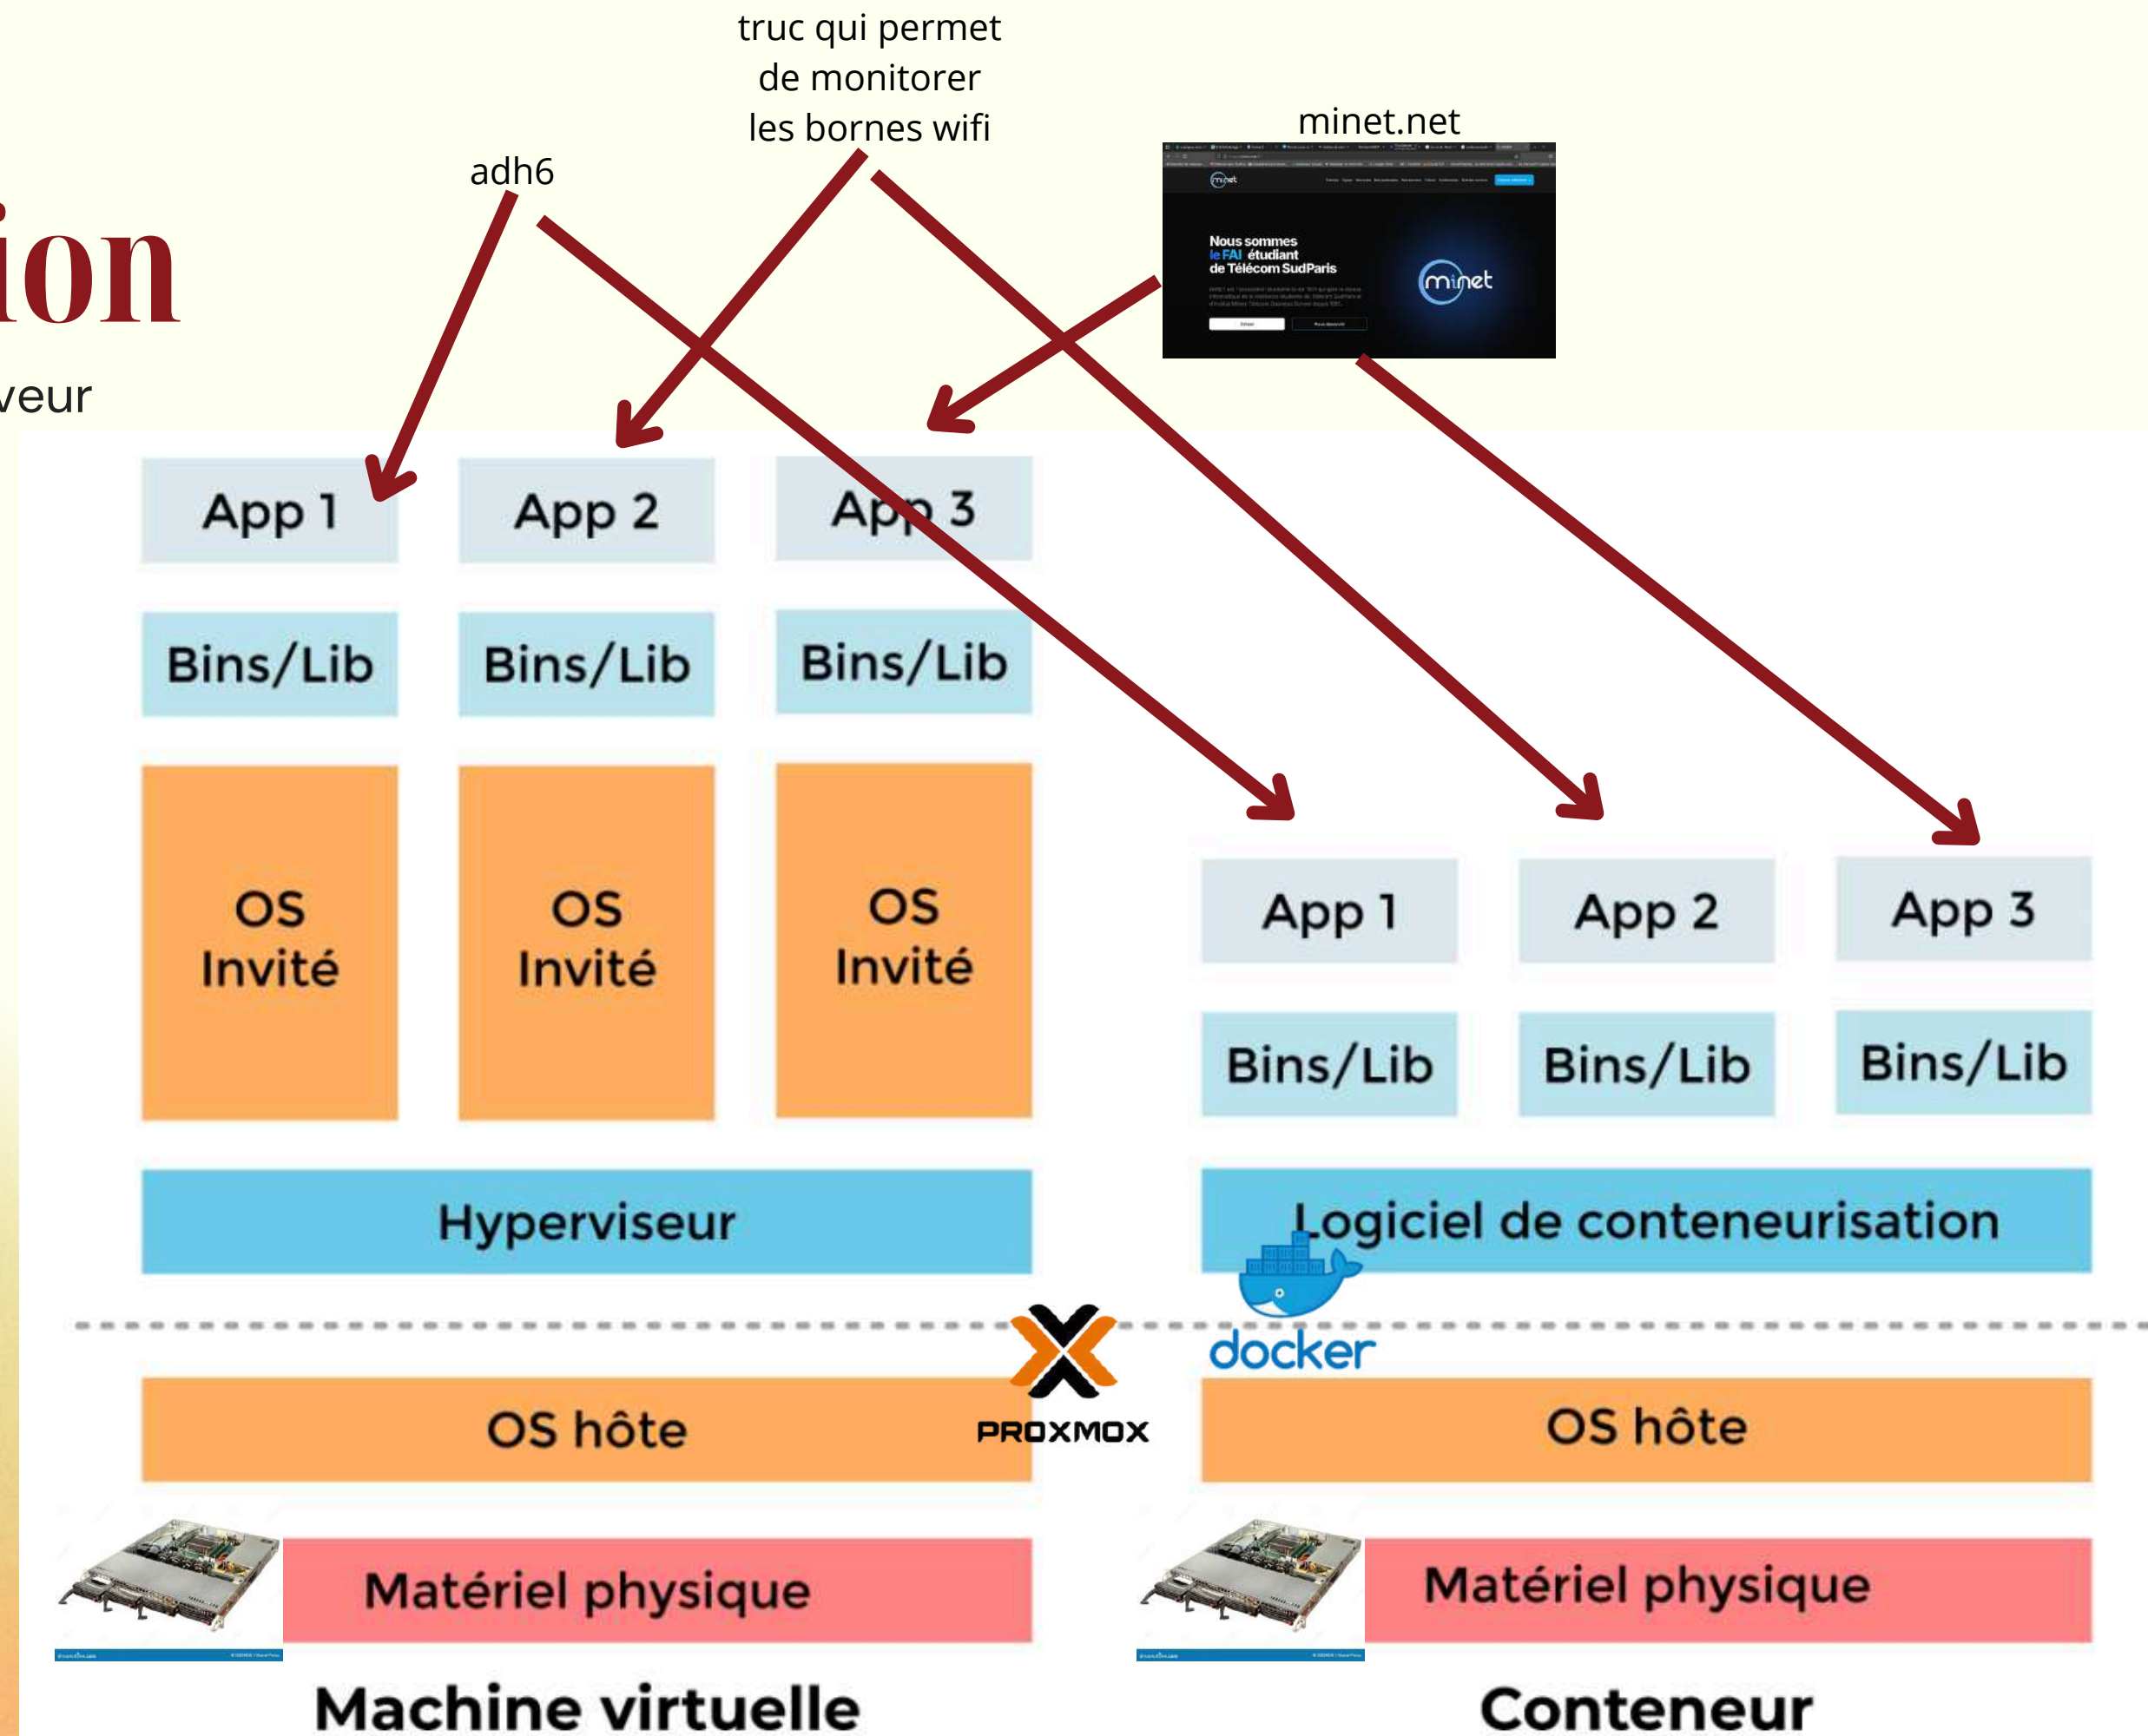 truc qui permet
de monitorer
les bornes wifi
minet.net
adh6
ion
veur
minet
Nous sommes
le FAI étudiant
de Télécom SudParis
minet
App 1
App 2
App 3
Bins/Lib
Bins/Lib
Bins/Lib
OS
Invité
OS
Invité
OS
Invité
App 1
App 2
App 3
Bins/Lib
Bins/Lib
Bins/Lib
Hyperviseur
Logiciel de conteneurisation
docker
PROXMOX
OS hôte
OS hôte
Matériel physique
Matériel physique
Machine virtuelle
Conteneur